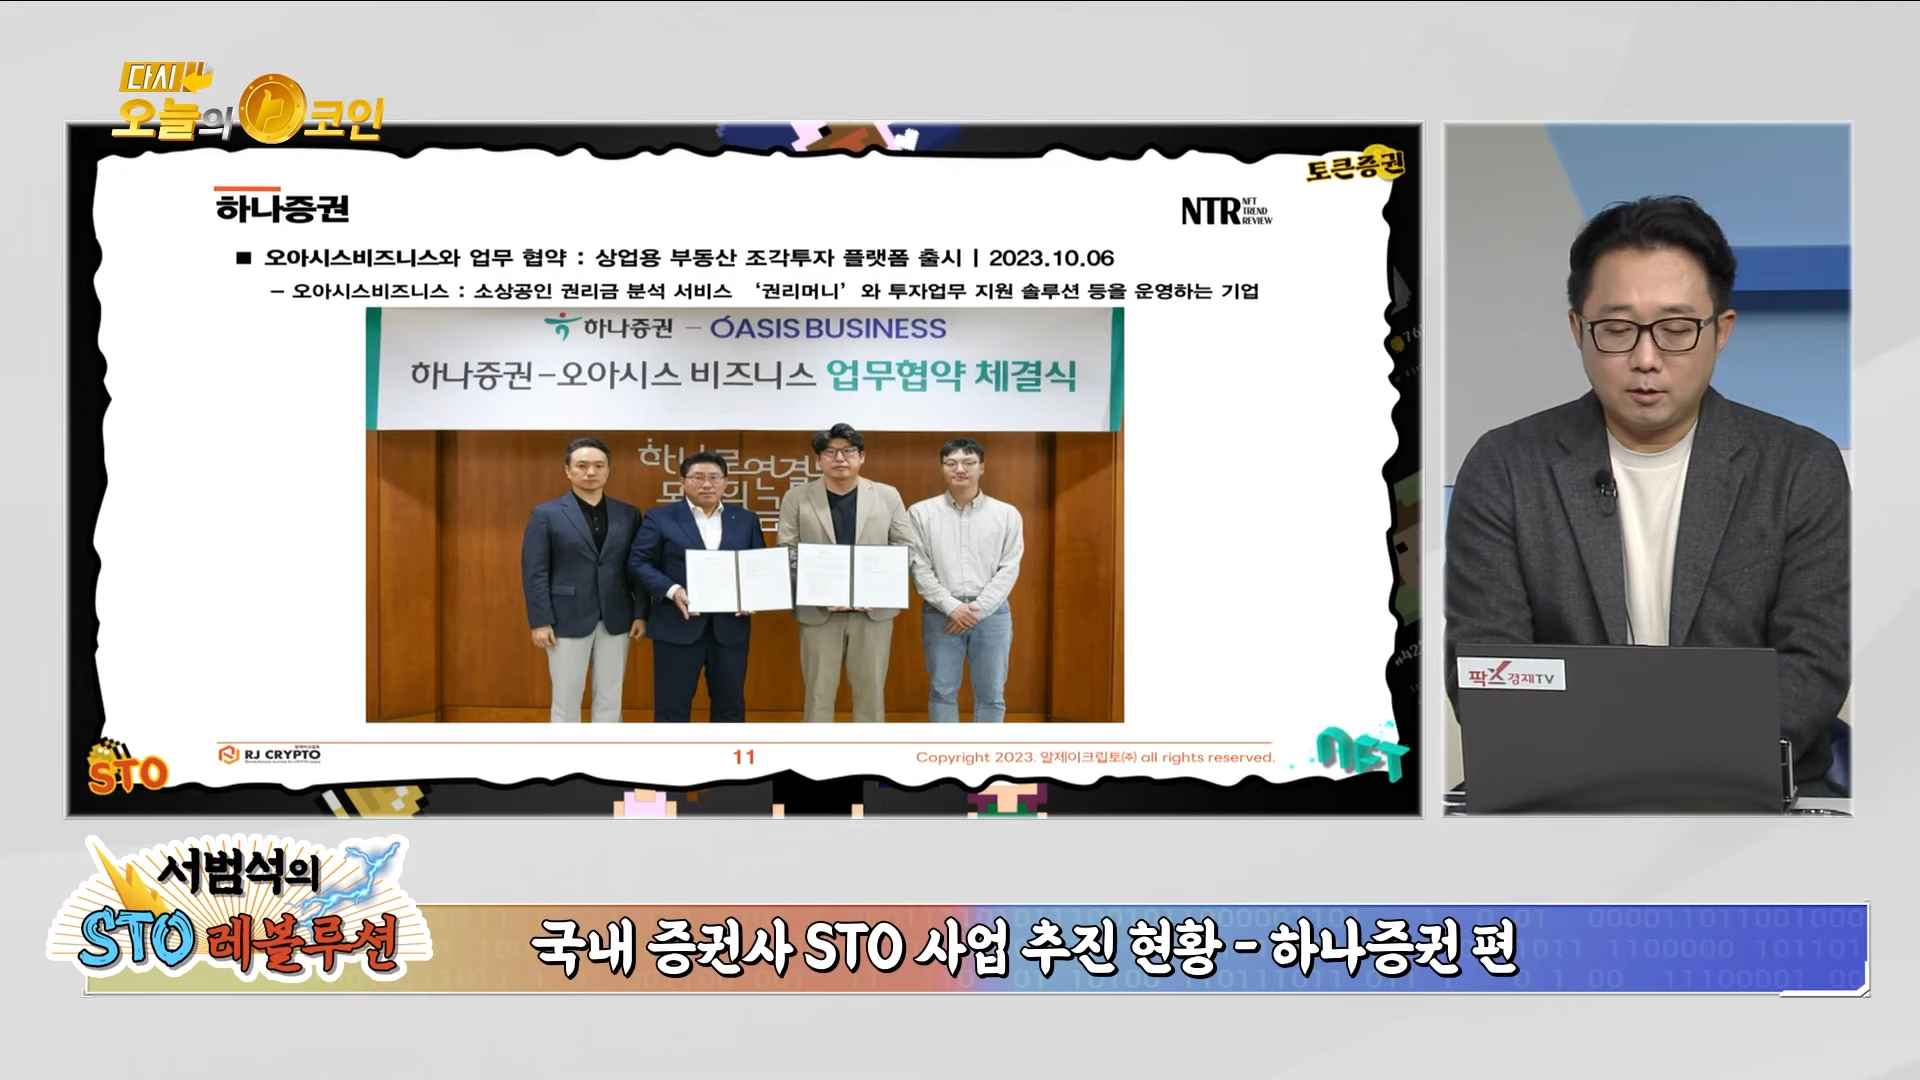 다시
오늘의 코인
토큰증권
하나증권
NTR NFT TREND REVIEW
■ 오아시스비즈니스와 업무 협약 : 상업용 부동산 조각투자 플랫폼 출시 | 2023.10.06
– 오아시스비즈니스 : 소상공인 권리금 분석 서비스 ‘권리머니’ 와 투자업무 지원 솔루션 등을 운영하는 기업
하나증권 – OASIS BUSINESS
하나증권-오아시스 비즈니스 업무협약 체결식
하나로 연결
팍스경제TV
STO
RJ CRYPTO
11
Copyright 2023. 알제이크립토㈜ all rights reserved.
NFT
서범석의
STO 레볼루션
국내 증권사 STO 사업 추진 현황 - 하나증권 편